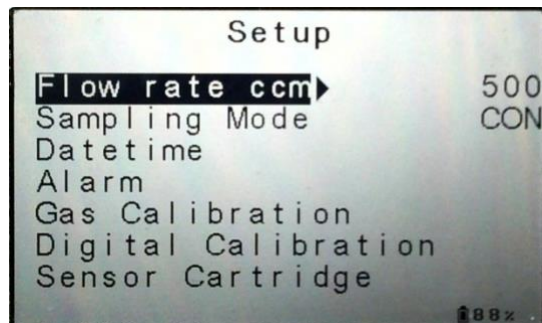 Setup
Flow rate ccm 500
Sampling Mode CON
Datetime
Alarm
Gas Calibration
Digital Calibration
Sensor Cartridge
88%